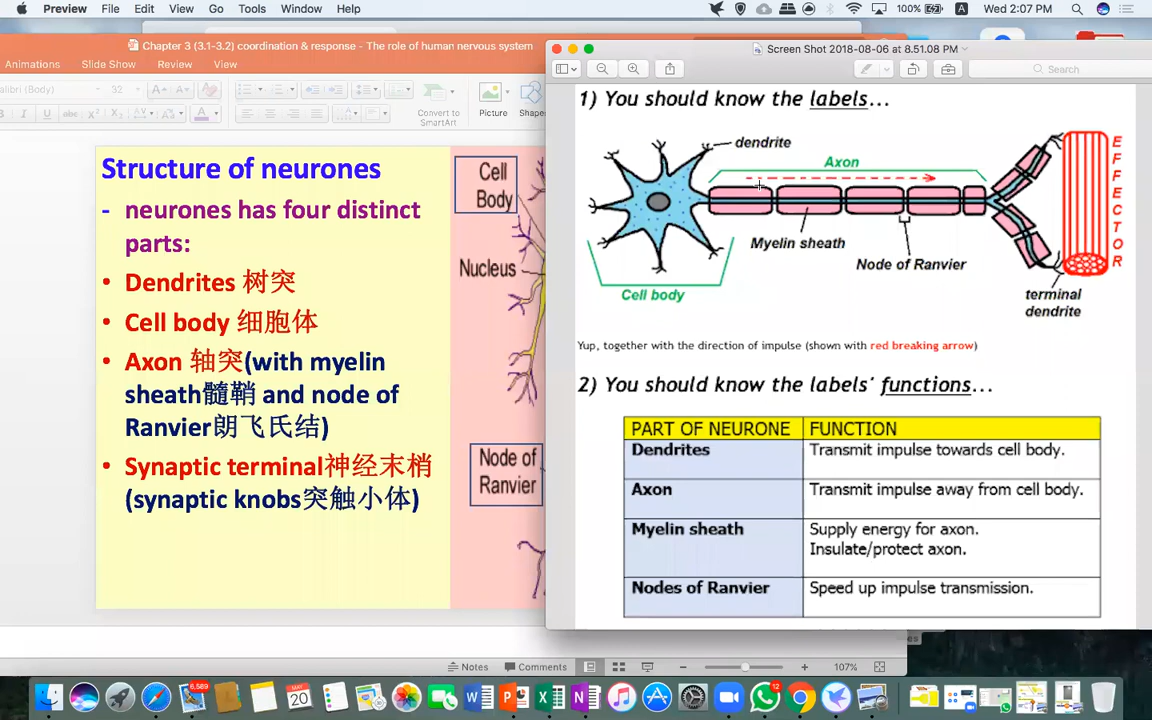 Preview File Edit View Go Tools Window Help 100% A Wed 2:07 PM
Chapter 3 (3.1-3.2) coordination & response - The role of human nervous system
Animations Slide Show Review View
32
Convert to SmartArt
Picture
Shapes
Structure of neurones
- neurones has four distinct
parts:
• Dendrites 树突
• Cell body 细胞体
• Axon 轴突(with myelin
sheath髓鞘 and node of
Ranvier朗飞氏结)
• Synaptic terminal神经末梢
(synaptic knobs突触小体)
Cell
Body
Nucleus
Node of
Ranvier
Screen Shot 2018-08-06 at 8.51.08 PM
Search
1) You should know the labels...
dendrite
Axon
Myelin sheath
Node of Ranvier
Cell body
terminal
dendrite
EFFECTOR
Yup, together with the direction of impulse (shown with red breaking arrow)
2) You should know the labels' functions...
PART OF NEURONE FUNCTION
Dendrites Transmit impulse towards cell body.
Axon Transmit impulse away from cell body.
Myelin sheath Supply energy for axon.
Insulate/protect axon.
Nodes of Ranvier Speed up impulse transmission.
Notes Comments 107%
6,589
MAY
20
12